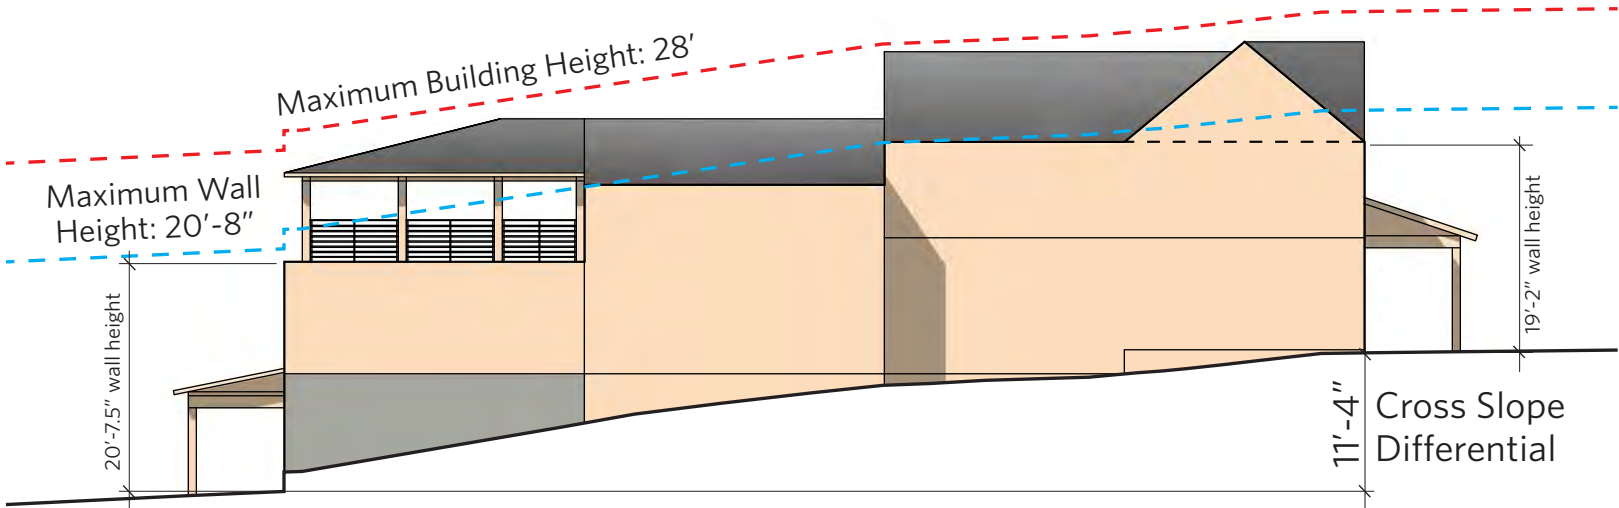 Maximum Building Height: 28'
Maximum Wall
Height: 20'-8"
20'-7.5" wall height
19'-2" wall height
11'-4"
Cross Slope
Differential